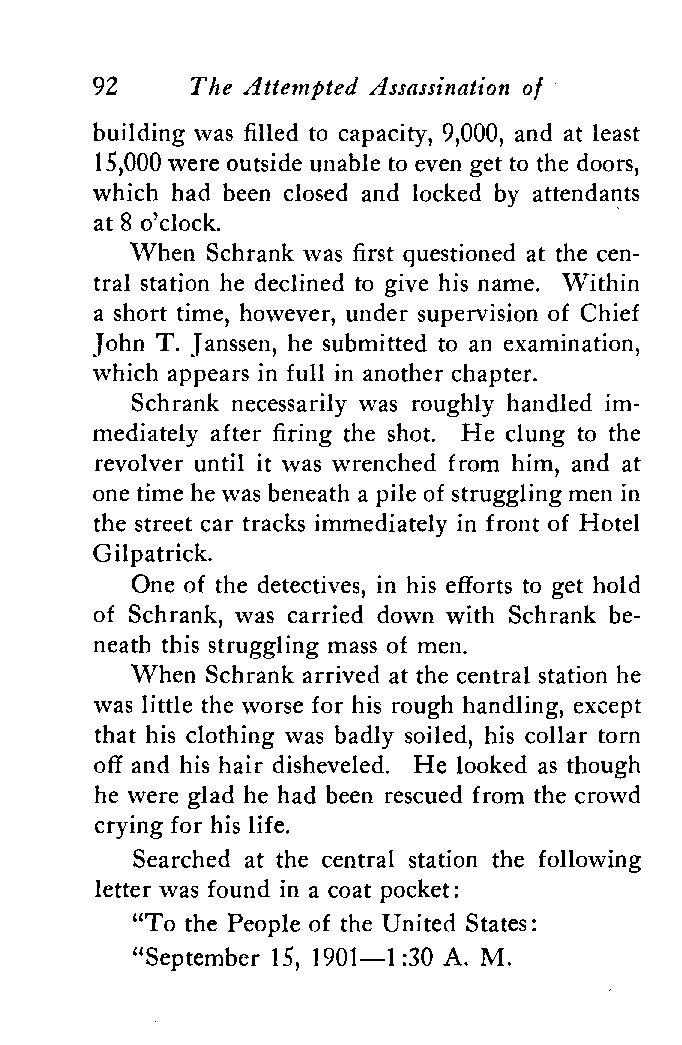 92 The Attempted Assassination of
building was filled to capacity, 9,000, and at least
15,000 were outside unable to even get to the doors,
which had been closed and locked by attendants
at 8 o'clock.
When Schrank was first questioned at the cen-
tral station he declined to give his name. Within
a short time, however, under supervision of Chief
John T. Janssen, he submitted to an examination,
which appears in full in another chapter.
Schrank necessarily was roughly handled im-
mediately after firing the shot. He clung to the
revolver until it was wrenched from him, and at
one time he was beneath a pile of struggling men in
the street car tracks immediately in front of Hotel
Gilpatrick.
One of the detectives, in his efforts to get hold
of Schrank, was carried down with Schrank be-
neath this struggling mass of men.
When Schrank arrived at the central station he
was little the worse for his rough handling, except
that his clothing was badly soiled, his collar torn
off and his hair disheveled. He looked as though
he were glad he had been rescued from the crowd
crying for his life.
Searched at the central station the following
letter was found in a coat pocket:
"To the People of the United States:
"September 15, 1901—1:30 A. M.